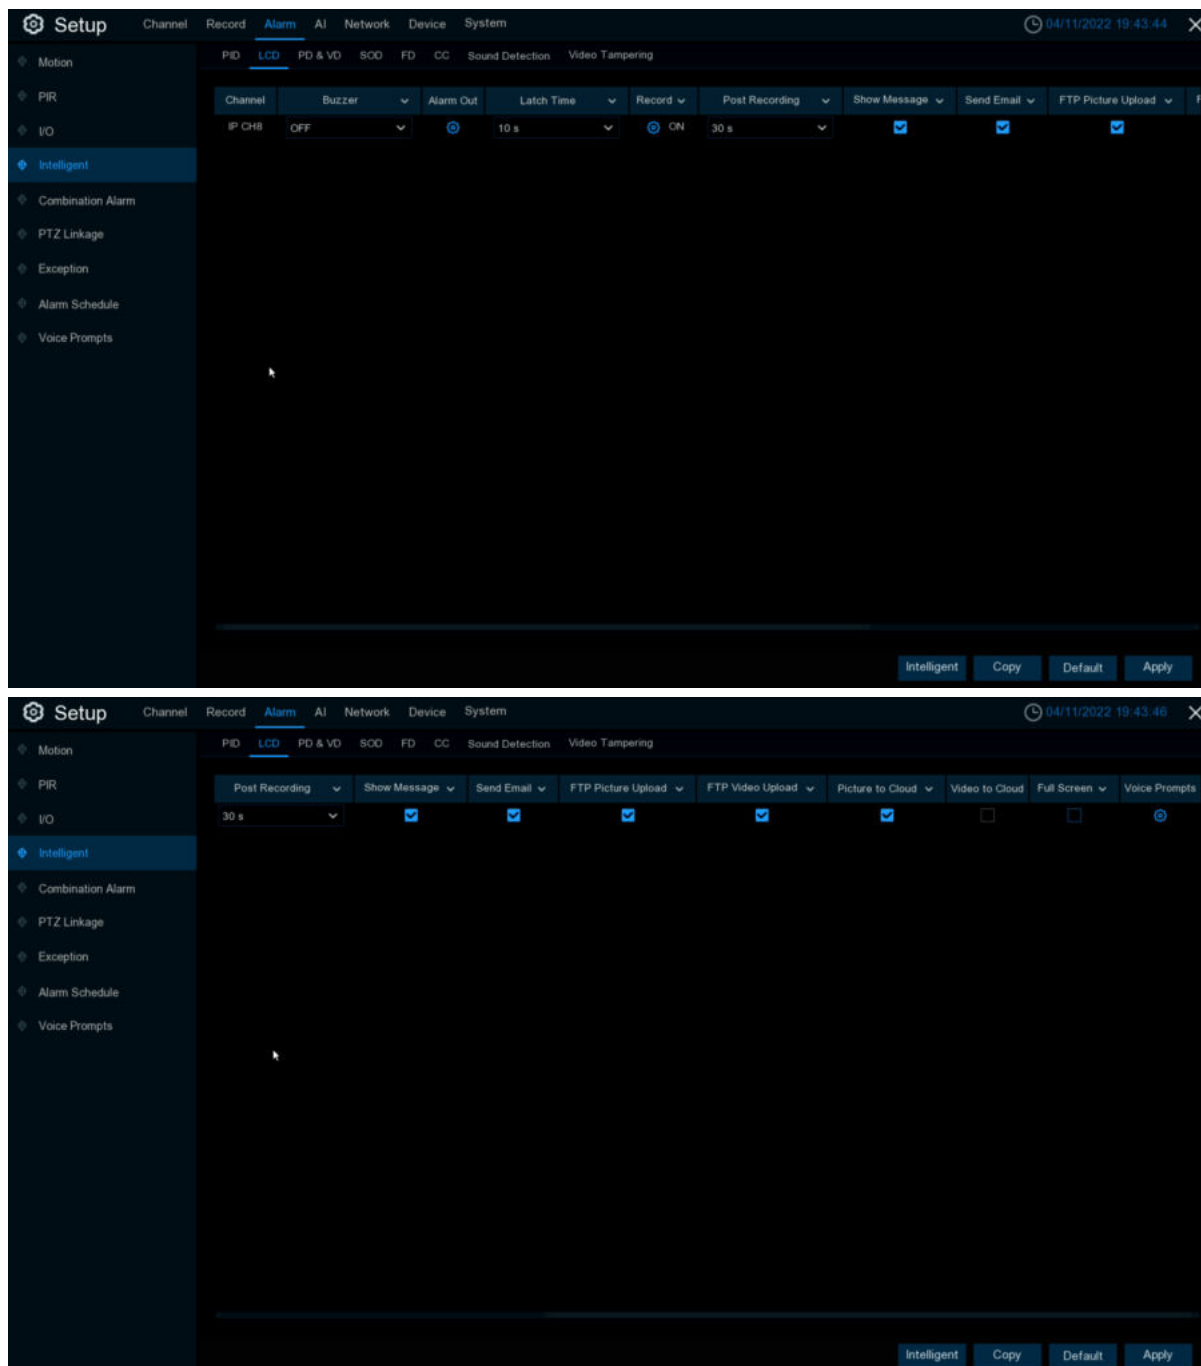 Setup Channel Record Alarm AI Network Device System 04/11/2022 19:43:44
PID LCD PD & VD SOD FD CC Sound Detection Video Tampering
Motion
PIR
I/O
Intelligent
Combination Alarm
PTZ Linkage
Exception
Alarm Schedule
Voice Prompts
Channel Buzzer Alarm Out Latch Time Record Post Recording Show Message Send Email FTP Picture Upload F
IP CH8 OFF 10 s ON 30 s
Intelligent Copy Default Apply
Setup Channel Record Alarm AI Network Device System 04/11/2022 19:43:46
PID LCD PD & VD SOD FD CC Sound Detection Video Tampering
Motion
PIR
I/O
Intelligent
Combination Alarm
PTZ Linkage
Exception
Alarm Schedule
Voice Prompts
Post Recording Show Message Send Email FTP Picture Upload FTP Video Upload Picture to Cloud Video to Cloud Full Screen Voice Prompts
30 s
Intelligent Copy Default Apply